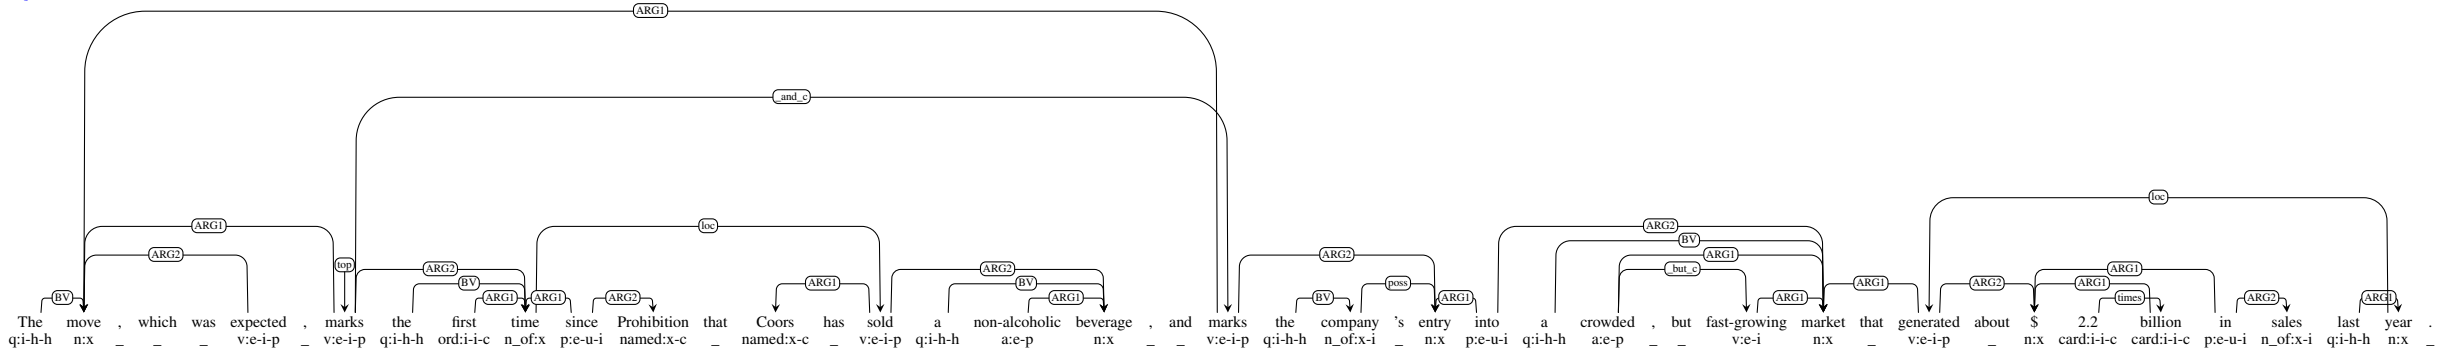 ARG1
_and_c
loc
ARG1 loc ARG2
BV
ARG2 top ARG2 ARG2 ARG1
ARG2 ARG1 _but_c ARG1
BV ARG1 BV poss ARG1 ARG2 ARG1
BV ARG1 ARG1 ARG2 ARG1 BV ARG1 ARG1 times ARG2 ARG1
The move , which was expected , marks the first time since Prohibition that Coors has sold a non-alcoholic beverage , and marks the company 's entry into a crowded , but fast-growing market that generated about $ 2.2 billion in sales last year .
q:i-h-h n:x _ _ _ v:e-i-p _ v:e-i-p q:i-h-h ord:i-i-c n_of:x p:e-u-i named:x-c _ named:x-c _ v:e-i-p q:i-h-h a:e-p n:x _ _ v:e-i-p q:i-h-h n_of:x-i _ n:x p:e-u-i q:i-h-h a:e-p _ _ v:e-i n:x _ v:e-i-p _ n:x card:i-i-c card:i-i-c p:e-u-i n_of:x-i q:i-h-h n:x _